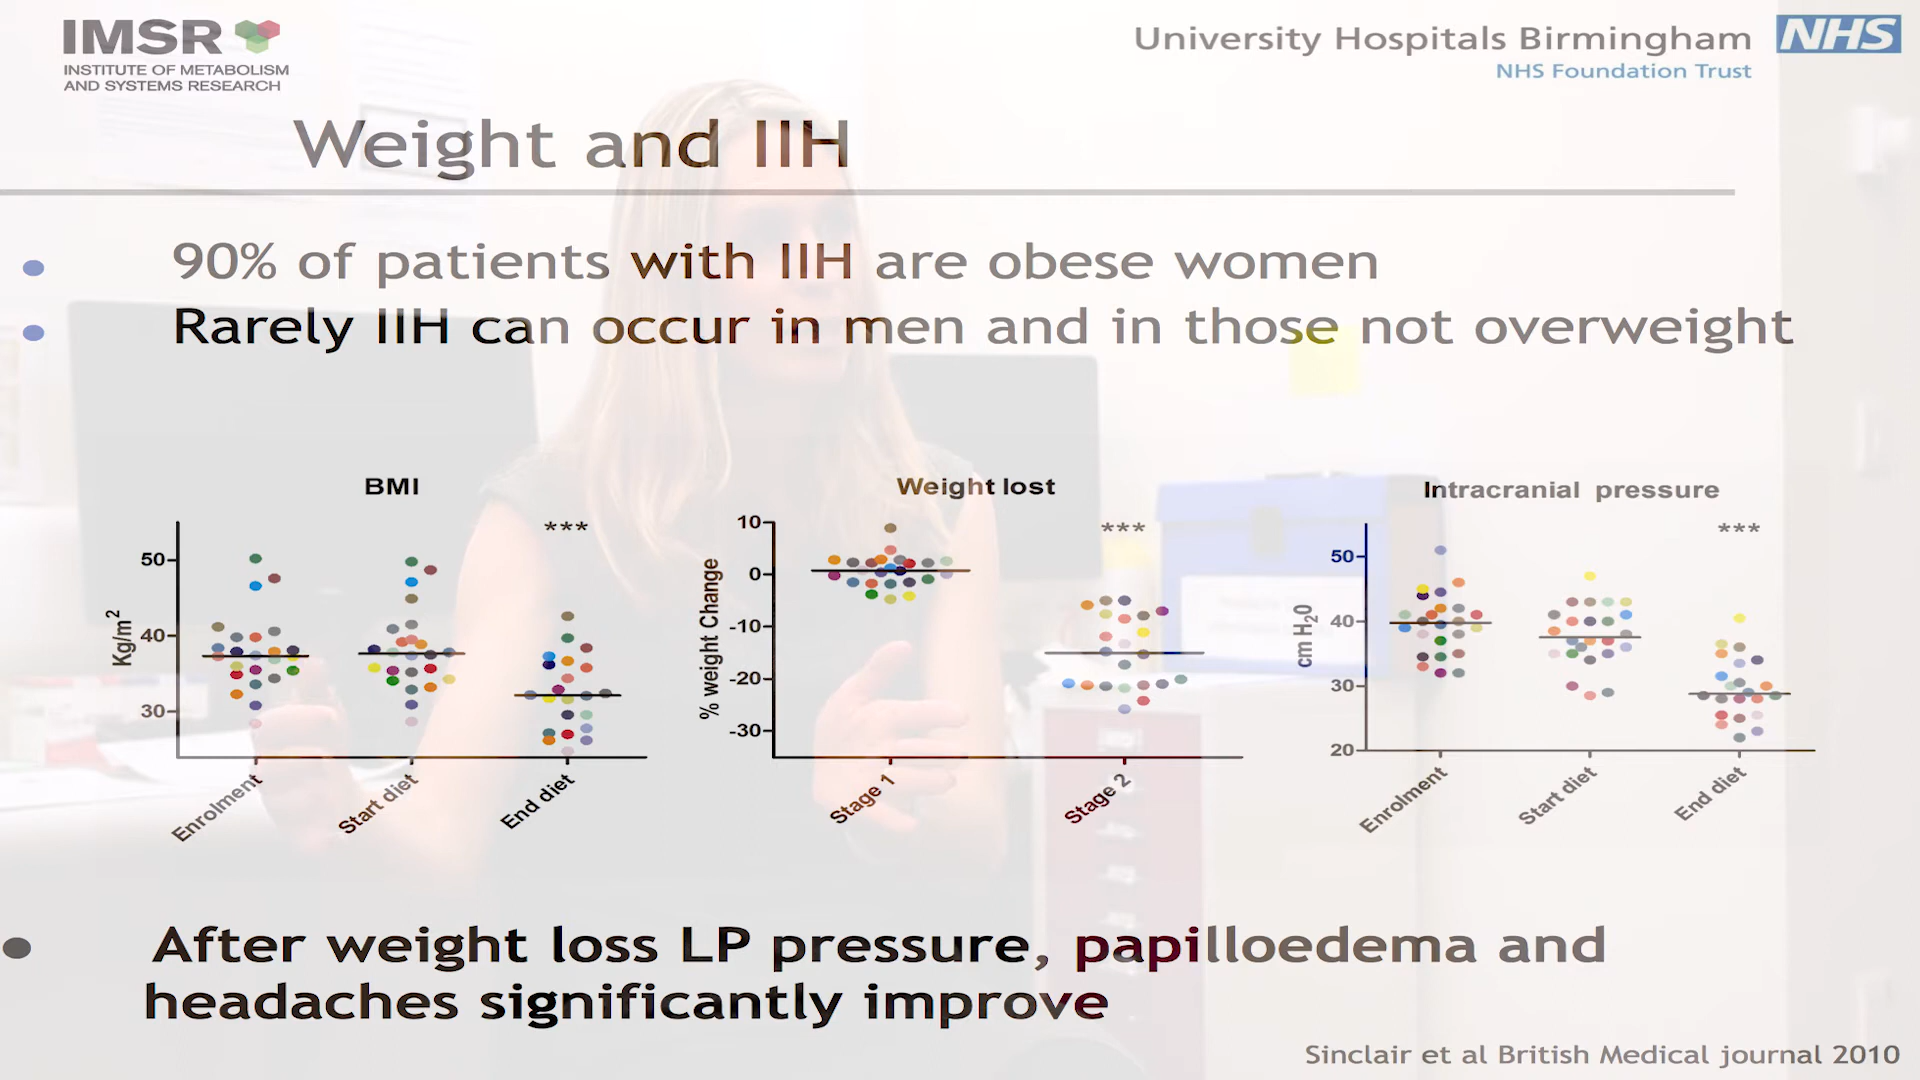 IMSR
INSTITUTE OF METABOLISM
AND SYSTEMS RESEARCH
University Hospitals Birmingham
NHS
NHS Foundation Trust
Weight and IIH
90% of patients with IIH are obese women
Rarely IIH can occur in men and in those not overweight
BMI
***
50
40
30
Kg/m²
Enrolment
Start diet
End diet
Weight lost
***
10
0
-10
-20
-30
% weight Change
Stage 1
Stage 2
Intracranial pressure
***
50
40
30
20
cm H₂0
Enrolment
Start diet
End diet
After weight loss LP pressure, papilloedema and
headaches significantly improve
Sinclair et al British Medical journal 2010